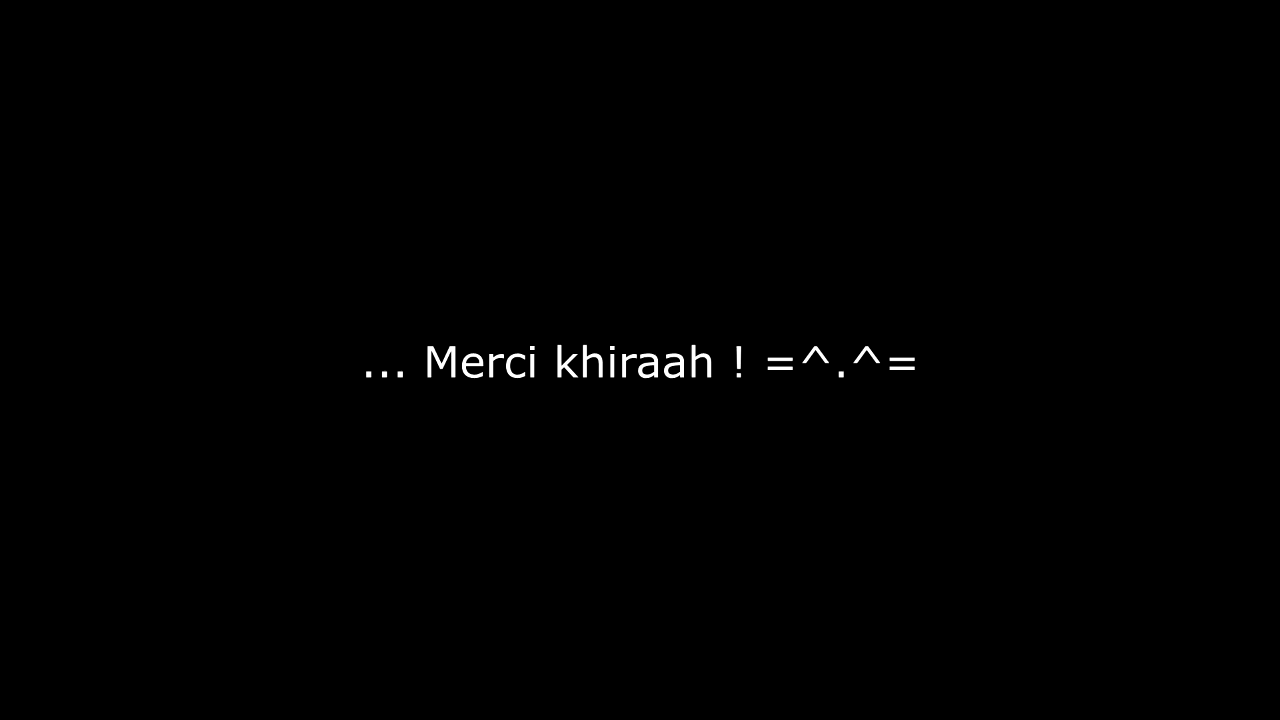 ... Merci khiraah ! =^.^=